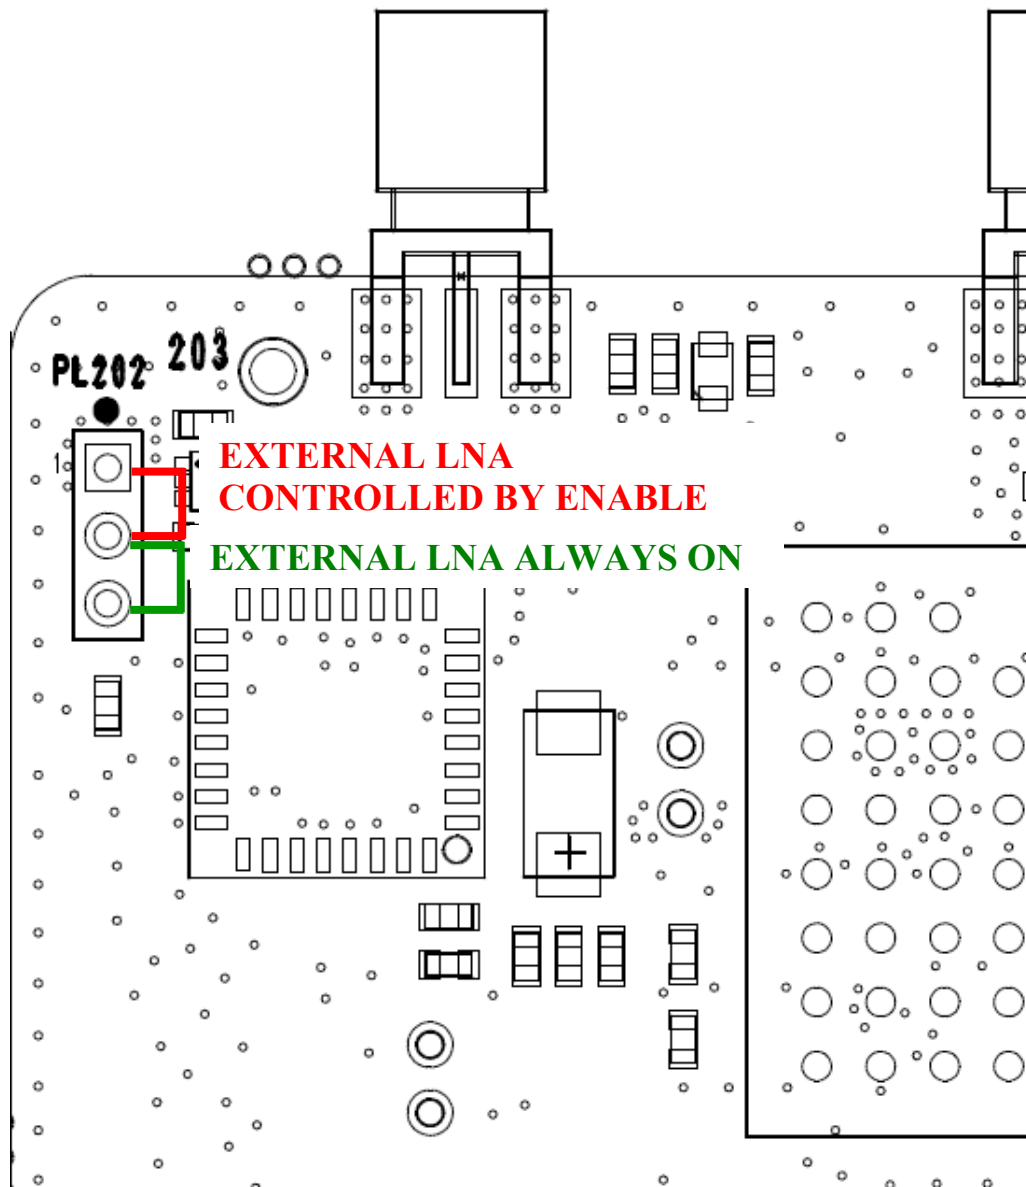 203
PL202
1
EXTERNAL LNA
CONTROLLED BY ENABLE
EXTERNAL LNA ALWAYS ON